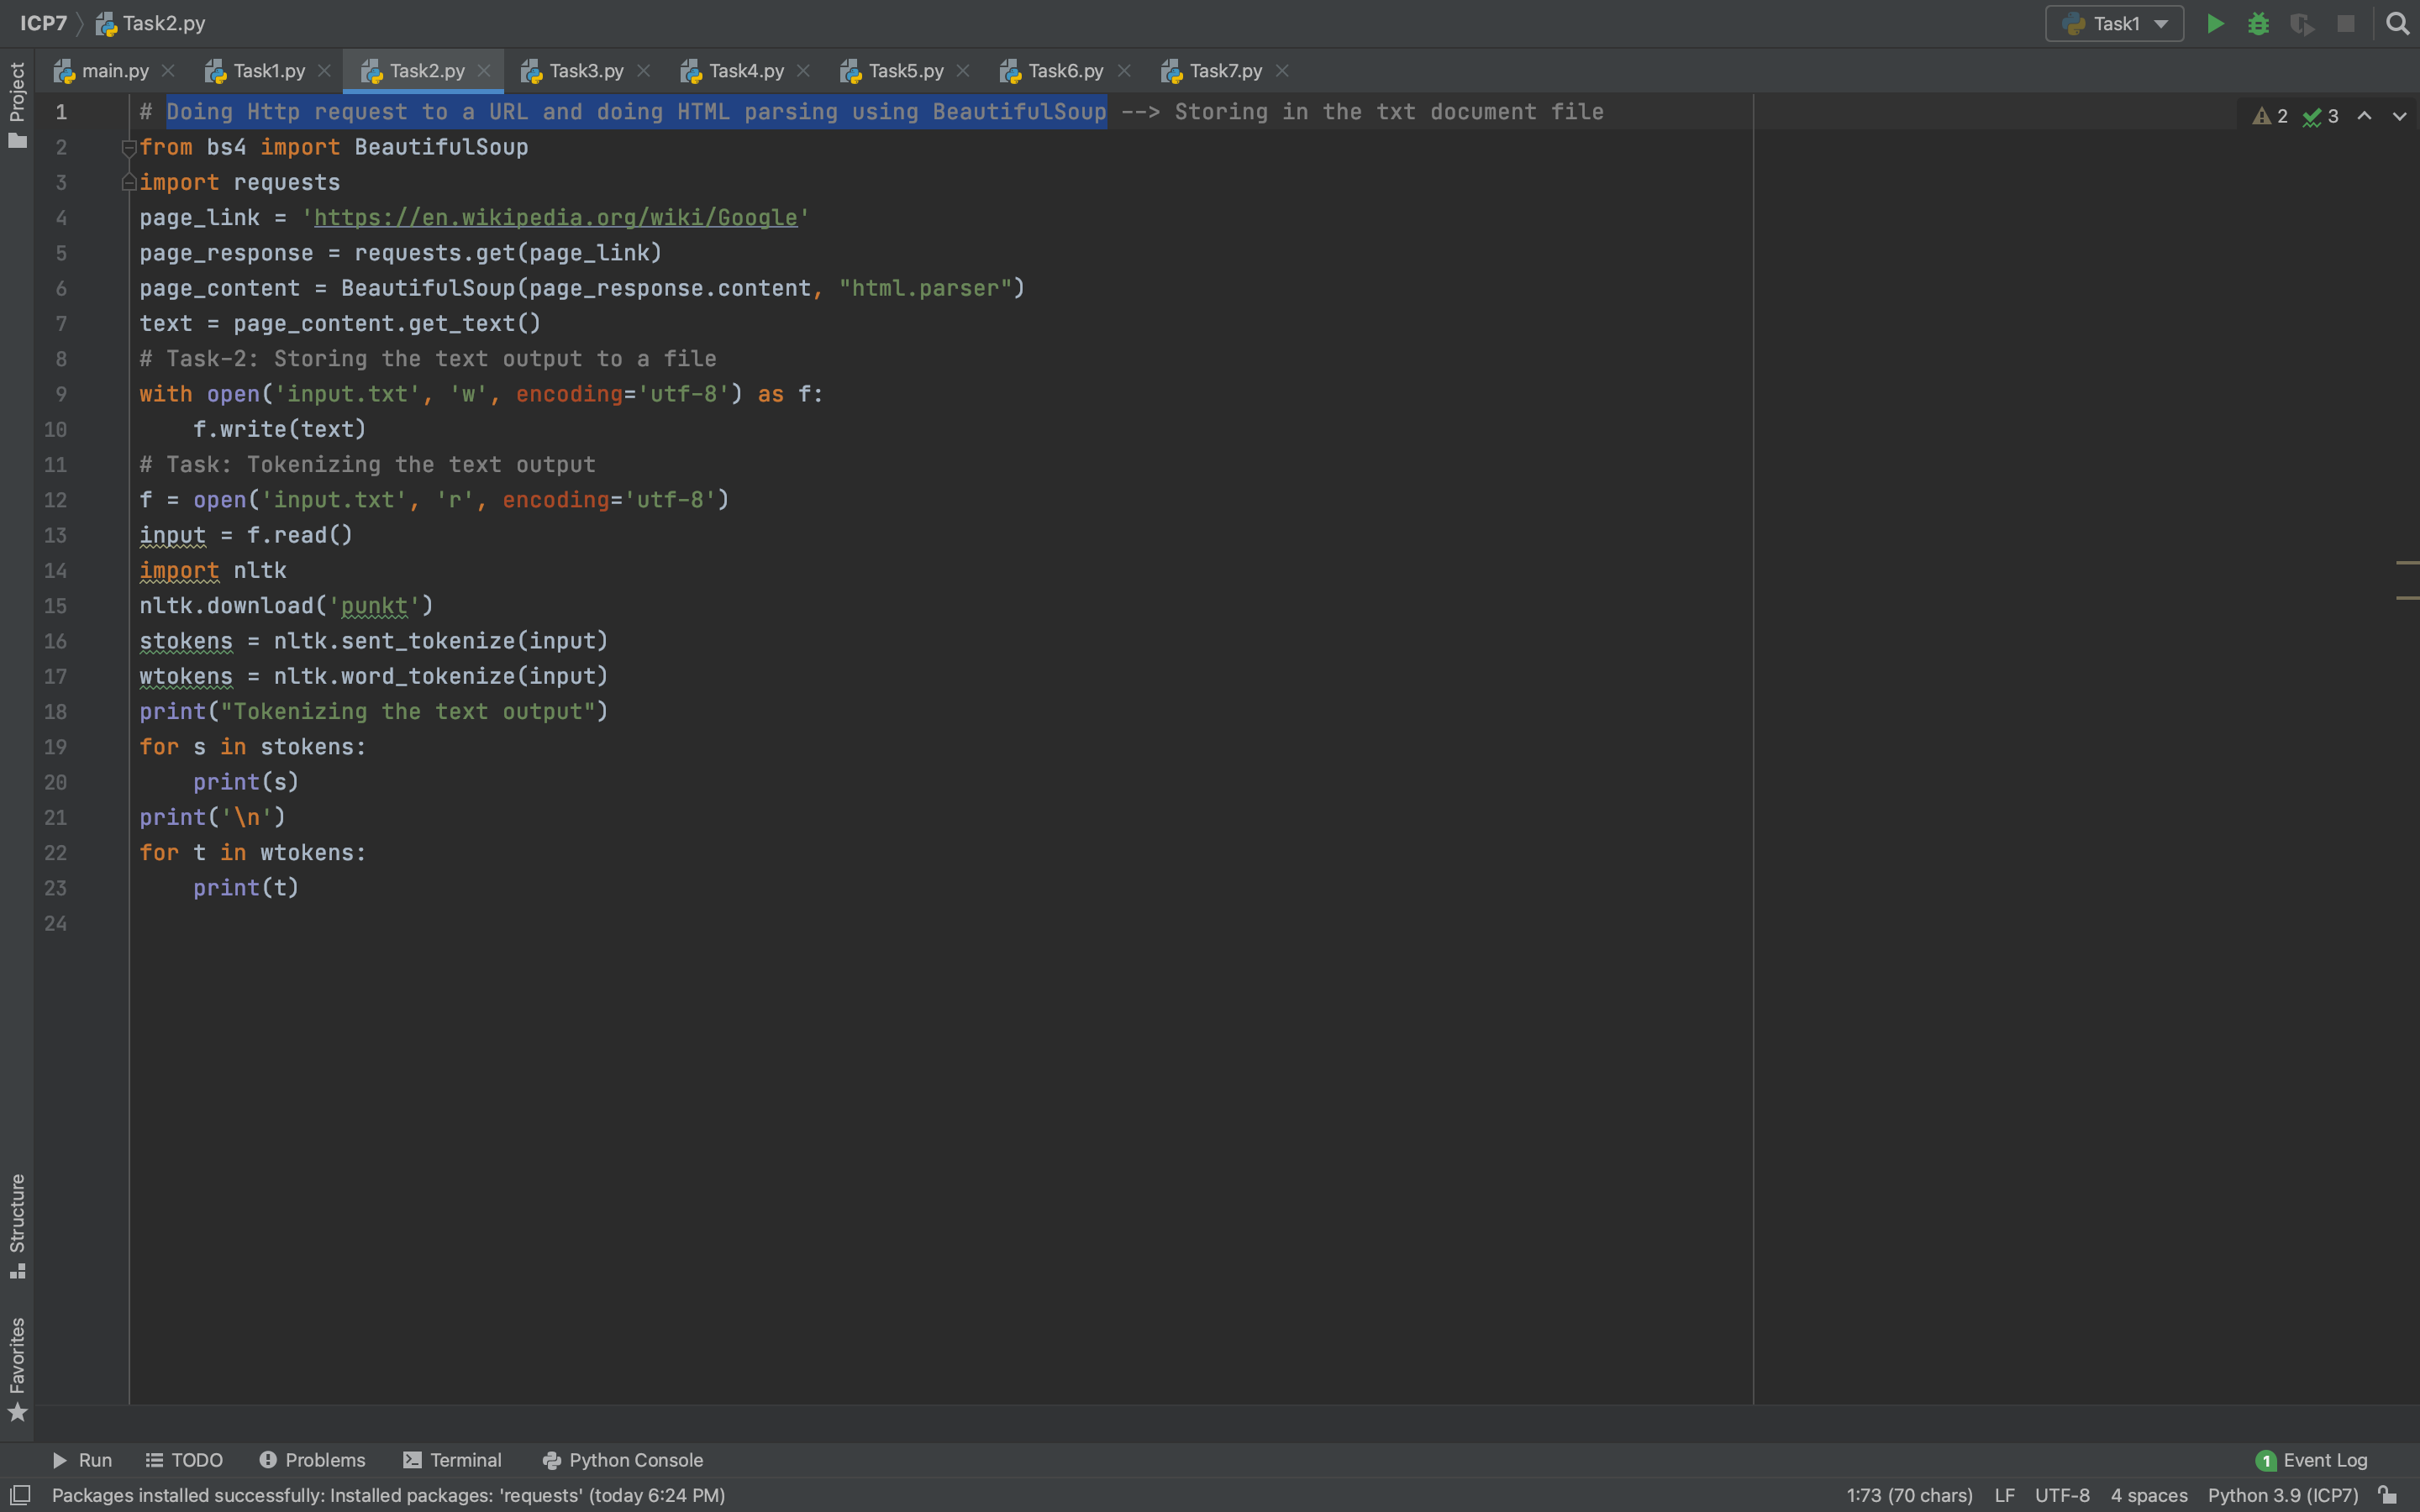 ICP7 Task2.py Task1
main.py Task1.py Task2.py Task3.py Task4.py Task5.py Task6.py Task7.py
Project
1 # Doing Http request to a URL and doing HTML parsing using BeautifulSoup --> Storing in the txt document file 2 3
2 from bs4 import BeautifulSoup
3 import requests
4 page_link = 'https://en.wikipedia.org/wiki/Google'
5 page_response = requests.get(page_link)
6 page_content = BeautifulSoup(page_response.content, "html.parser")
7 text = page_content.get_text()
8 # Task-2: Storing the text output to a file
9 with open('input.txt', 'w', encoding='utf-8') as f:
10     f.write(text)
11 # Task: Tokenizing the text output
12 f = open('input.txt', 'r', encoding='utf-8')
13 input = f.read()
14 import nltk
15 nltk.download('punkt')
16 stokens = nltk.sent_tokenize(input)
17 wtokens = nltk.word_tokenize(input)
18 print("Tokenizing the text output")
19 for s in stokens:
20     print(s)
21 print('\n')
22 for t in wtokens:
23     print(t)
24
Structure
Favorites
Run TODO Problems Terminal Python Console 1 Event Log
Packages installed successfully: Installed packages: 'requests' (today 6:24 PM) 1:73 (70 chars) LF UTF-8 4 spaces Python 3.9 (ICP7)